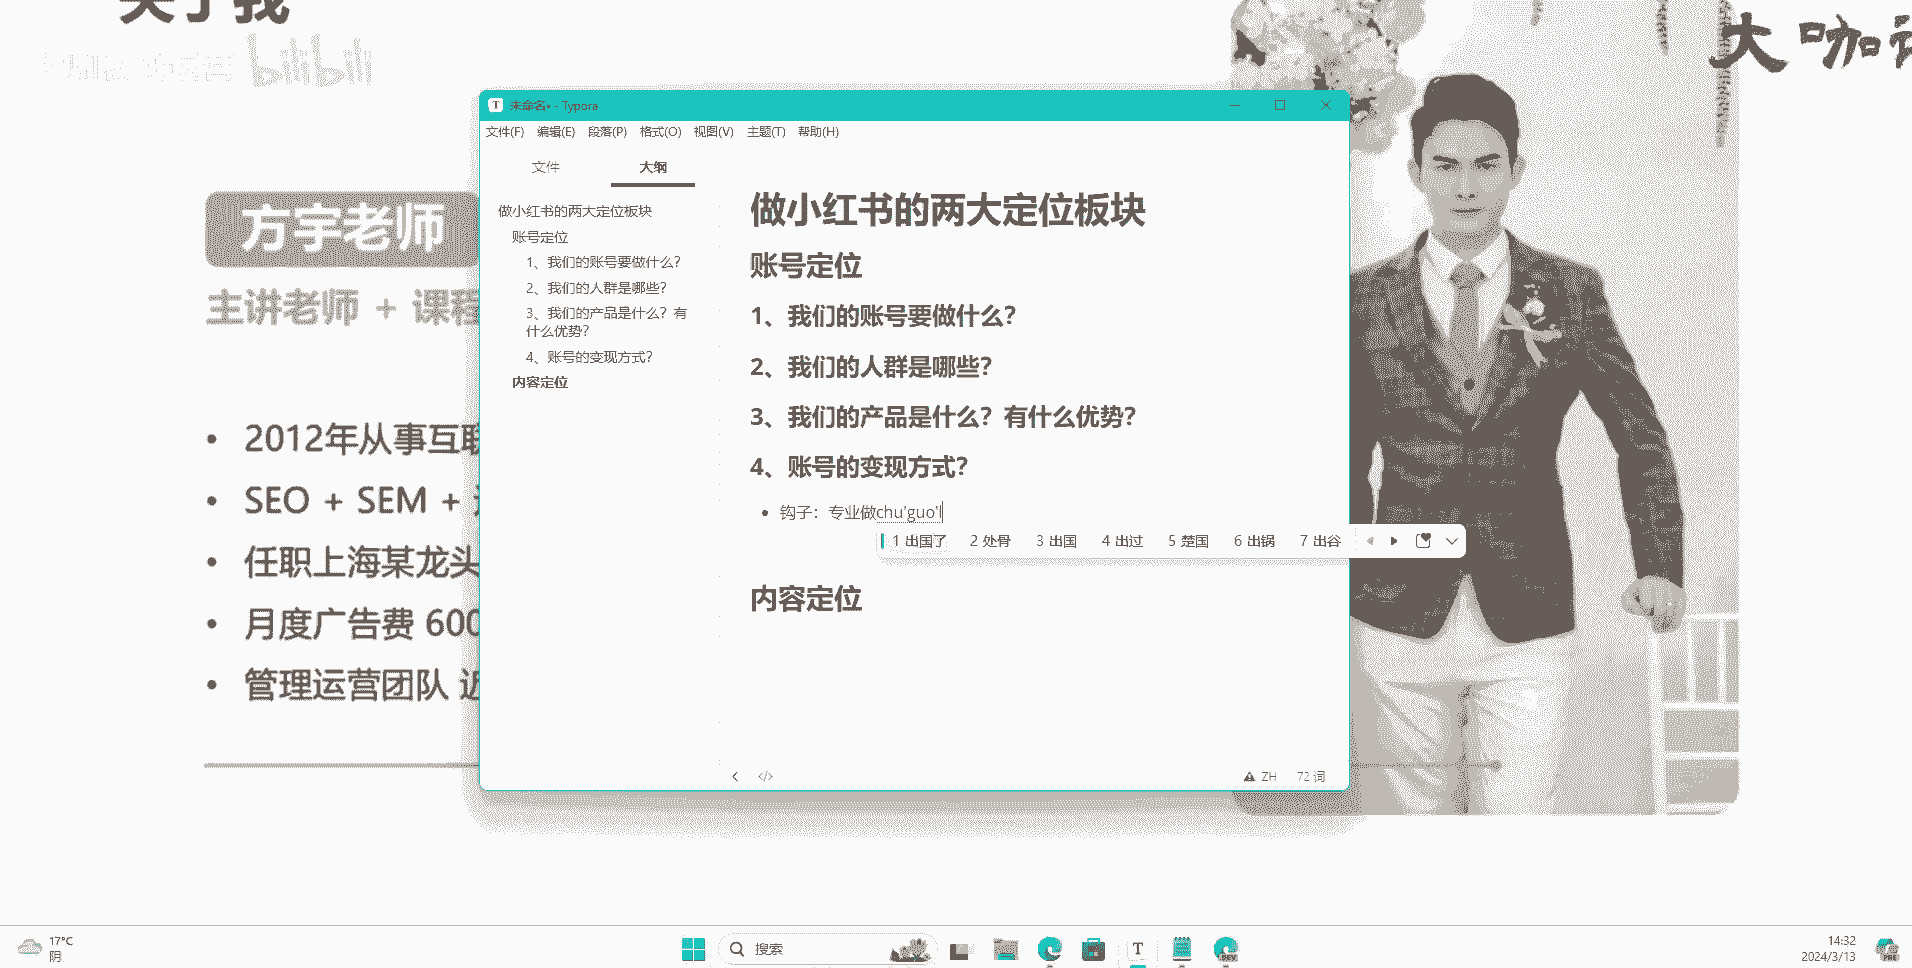 bilibili
大咖
未命名• - Typora
文件(F) 编辑(E) 段落(P) 格式(O) 视图(V) 主题(T) 帮助(H)
文件 大纲
做小红书的两大定位板块
账号定位
1、我们的账号要做什么?
2、我们的人群是哪些?
3、我们的产品是什么? 有
什么优势?
4、账号的变现方式?
内容定位
做小红书的两大定位板块
账号定位
1、我们的账号要做什么?
2、我们的人群是哪些?
3、我们的产品是什么? 有什么优势?
4、账号的变现方式?
• 钩子: 专业做chu'guo'l
1 出国了 2 处骨 3 出国 4 出过 5 楚国 6 出锅 7 出谷
内容定位
ZH 72 词
方宇老师
主讲老师 + 课程
• 2012年从事互联
• SEO + SEM +
• 任职上海某龙头
• 月度广告费 600
• 管理运营团队 近
17°C
阴
搜索
14:32
2024/3/13